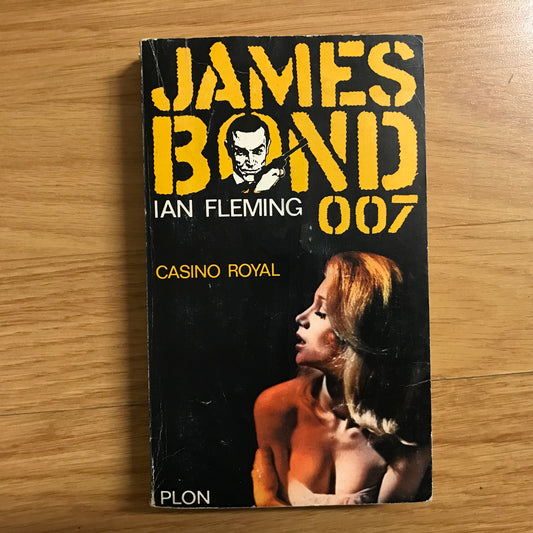 JAMES
BOND
IAN FLEMING 007
CASINO ROYAL
PLON